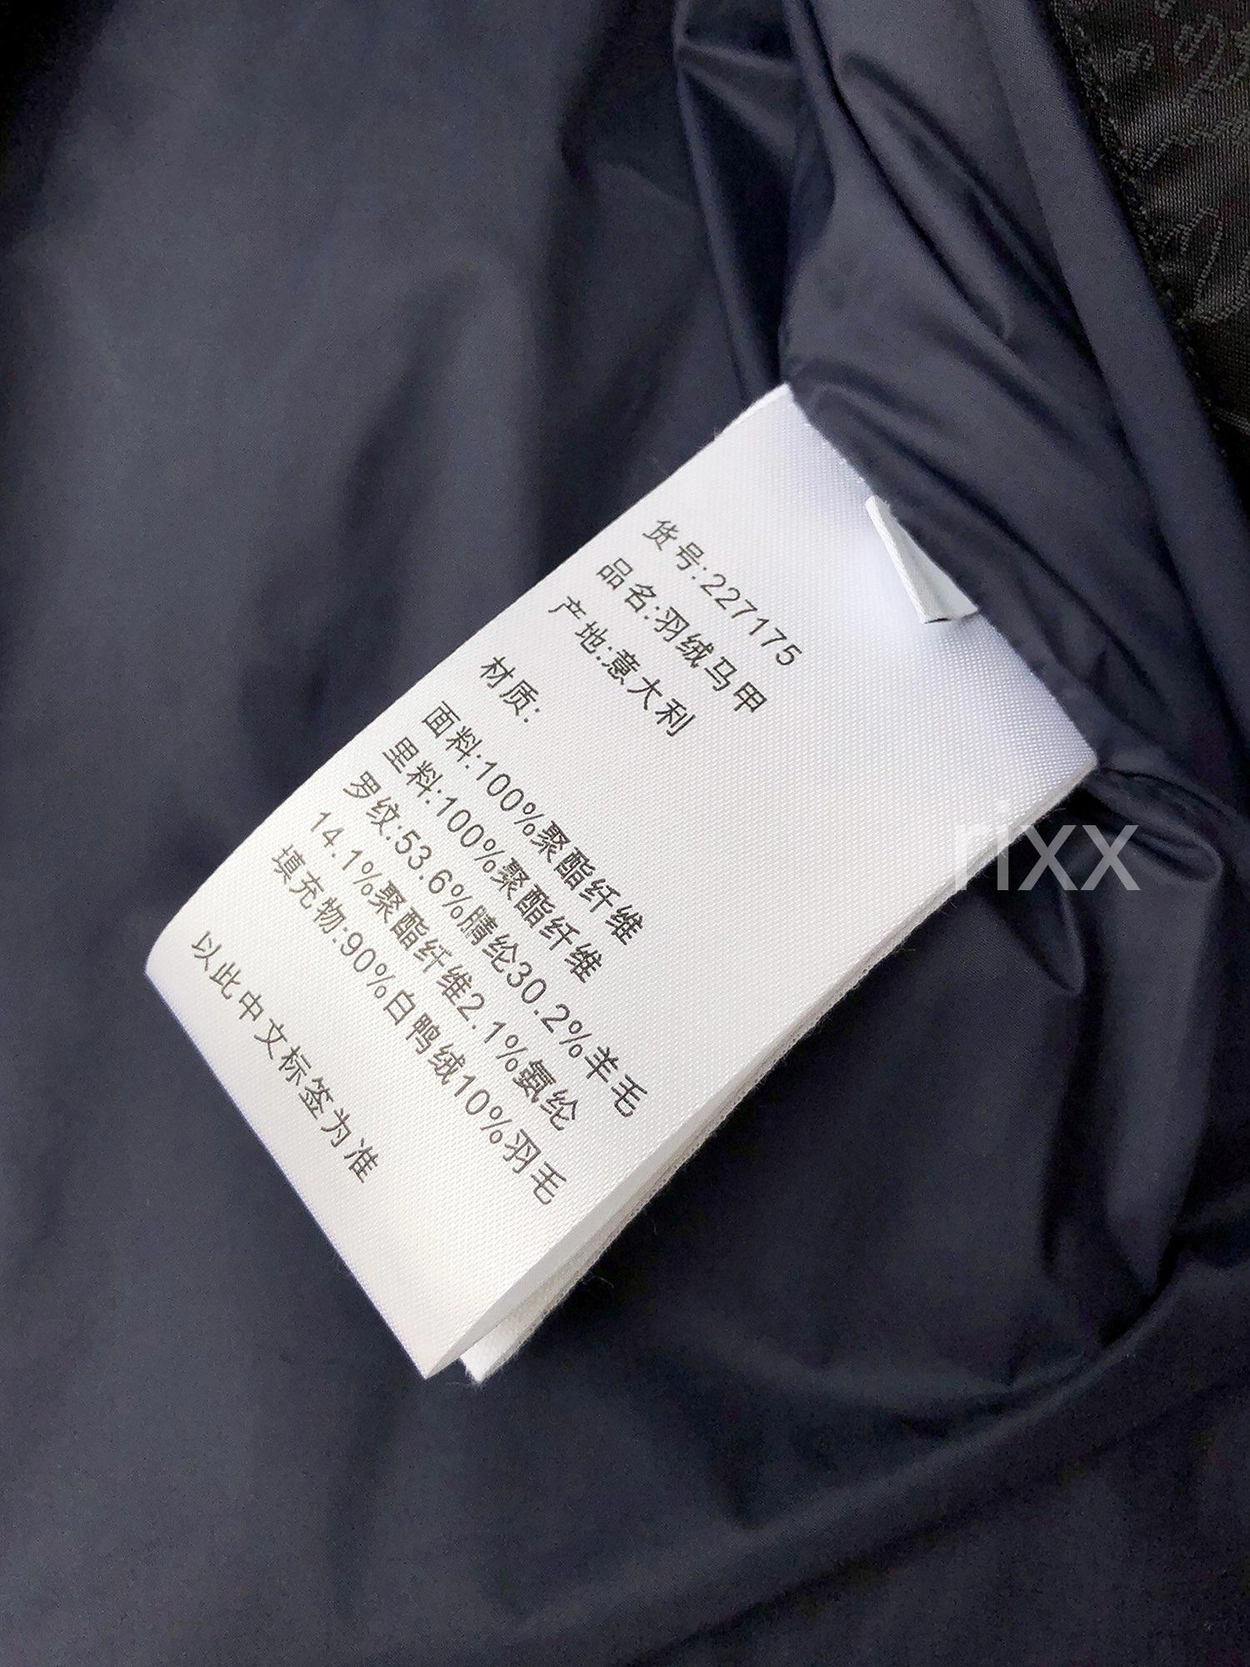 货号:227175
品名:羽绒马甲
产地:意大利
材质:
面料:100%聚酯纤维
里料:100%聚酯纤维
罗纹:53.6%腈纶30.2%羊毛
14.1%聚酯纤维2.1%氨纶
填充物:90%白鸭绒10%羽毛
以此中文标签为准